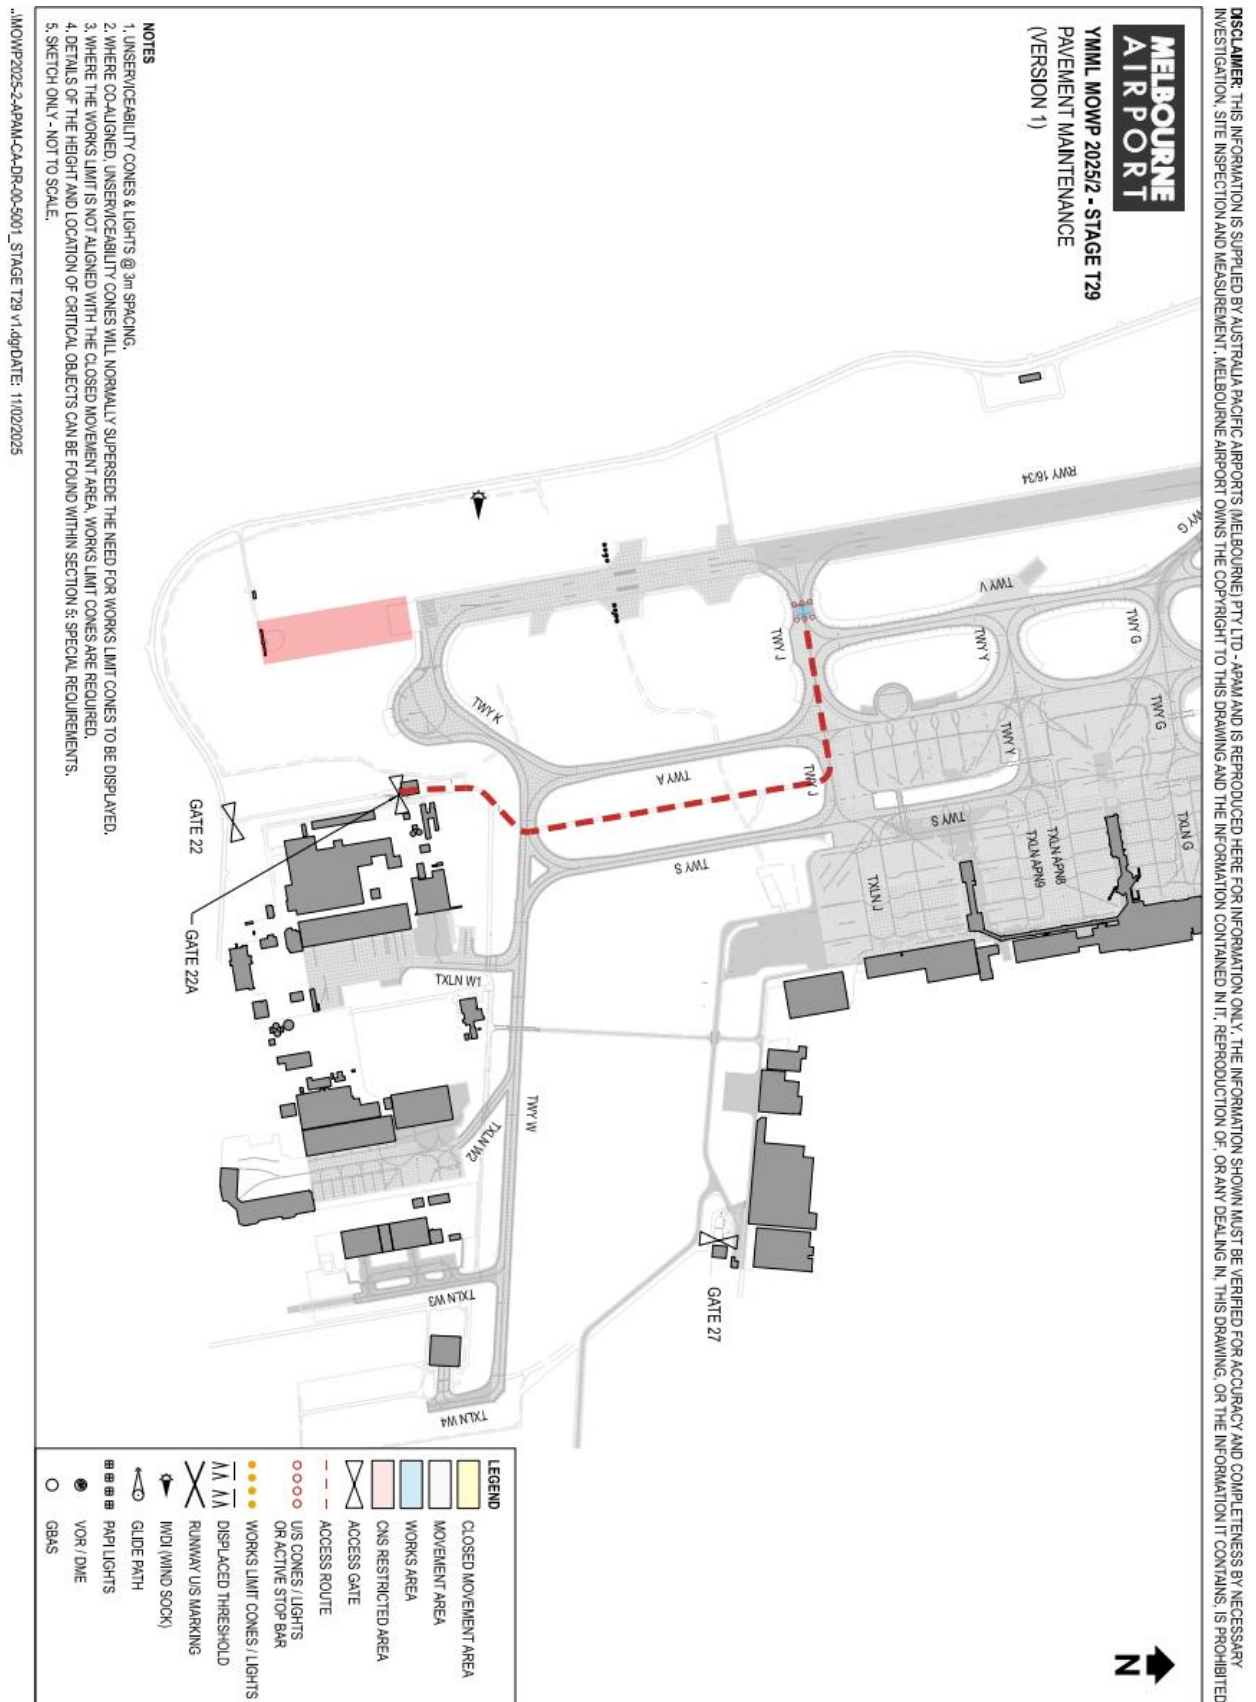 DISCLAIMER: THIS INFORMATION IS SUPPLIED BY AUSTRALIA PACIFIC AIRPORTS (MELBOURNE) PTY LTD - APAM AND IS REPRODUCED HERE FOR INFORMATION ONLY. THE INFORMATION SHOWN MUST BE VERIFIED FOR ACCURACY AND COMPLETENESS BY NECESSARY
INVESTIGATION, SITE INSPECTION AND MEASUREMENT. MELBOURNE AIRPORT OWNS THE COPYRIGHT TO THIS DRAWING AND THE INFORMATION CONTAINED IN IT. REPRODUCTION OF, OR ANY DEALING IN, THIS DRAWING, OR THE INFORMATION IT CONTAINS, IS PROHIBITED
MELBOURNE
AIRPORT
YMML MOWP 2025/2 - STAGE T29
PAVEMENT MAINTENANCE
(VERSION 1)
N
RWY 16/34
TWY G
TWY V
TWY G
TWY Y
TWY J
TWY G
TWY Y
TWY K
TWY A
TWY J
TWY S
TXLN G
TXLN APN8
TXLN APN9
TWY S
TXLN J
GATE 22
GATE 22A
TXLN W1
TWY W
TXLN W2
GATE 27
TXLN W3
TXLN W4
NOTES
1. UNSERVICEABILITY CONES & LIGHTS @ 3m SPACING.
2. WHERE CO-ALIGNED, UNSERVICEABILITY CONES WILL NORMALLY SUPERSEDE THE NEED FOR WORKS LIMIT CONES TO BE DISPLAYED.
3. WHERE THE WORKS LIMIT IS NOT ALIGNED WITH THE CLOSED MOVEMENT AREA, WORKS LIMIT CONES ARE REQUIRED.
4. DETAILS OF THE HEIGHT AND LOCATION OF CRITICAL OBJECTS CAN BE FOUND WITHIN SECTION 5: SPECIAL REQUIREMENTS.
5. SKETCH ONLY - NOT TO SCALE.
LEGEND
CLOSED MOVEMENT AREA
MOVEMENT AREA
WORKS AREA
CNS RESTRICTED AREA
ACCESS GATE
ACCESS ROUTE
U/S CONES / LIGHTS
OR ACTIVE STOP BAR
WORKS LIMIT CONES / LIGHTS
DISPLACED THRESHOLD
RUNWAY U/S MARKING
IWDI (WIND SOCK)
GLIDE PATH
PAPI LIGHTS
VOR / DME
GBAS
..\MOWP2025-2-APAM-CA-DR-00-5001_STAGE T29 v1.dgnDATE: 11/02/2025